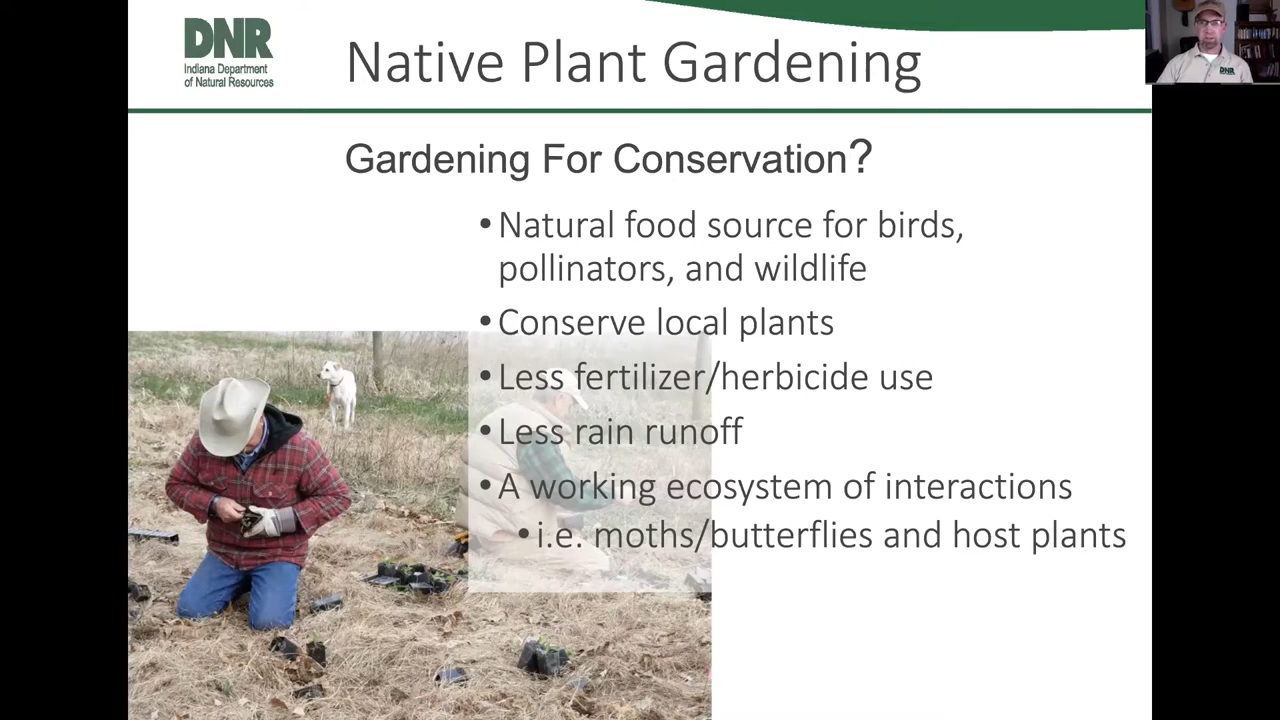 DNR
Indiana Department
of Natural Resources
Native Plant Gardening
Gardening For Conservation?
•Natural food source for birds,
pollinators, and wildlife
•Conserve local plants
•Less fertilizer/herbicide use
•Less rain runoff
•A working ecosystem of interactions
•i.e. moths/butterflies and host plants
DNR